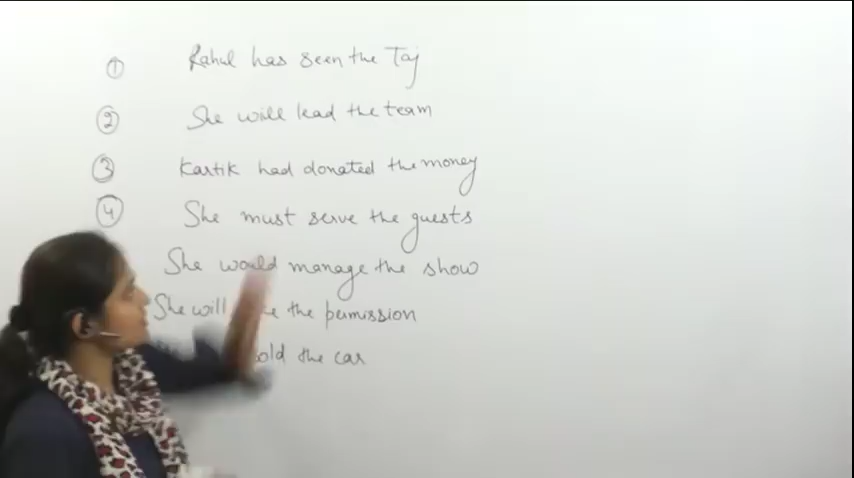 ① Rahul has seen the Taj
② She will lead the team
③ Kartik had donated the money
④ She must serve the guests
She would manage the show
She will the permission
sold the car